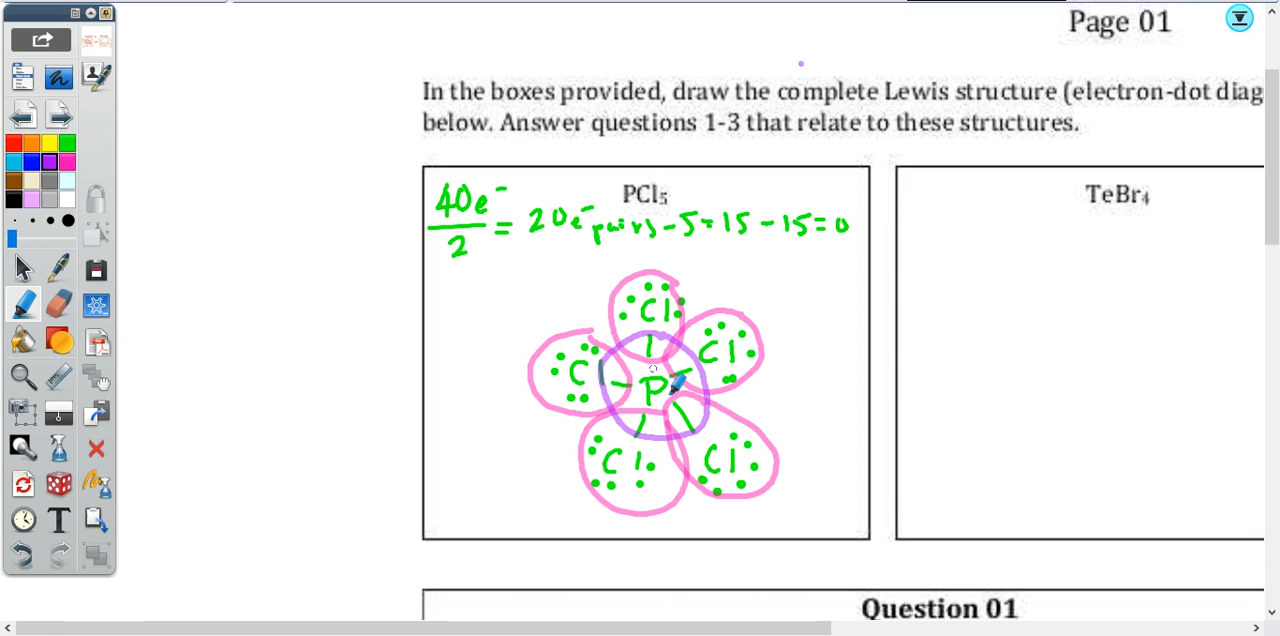 Page 01
In the boxes provided, draw the complete Lewis structure (electron-dot diag
below. Answer questions 1-3 that relate to these structures.
PCl₅
TeBr₄
40e⁻
2
= 20e⁻ pairs - 5 = 15 - 15 = 0
Cl
Cl
Cl
P
Cl
Cl
Question 01
T